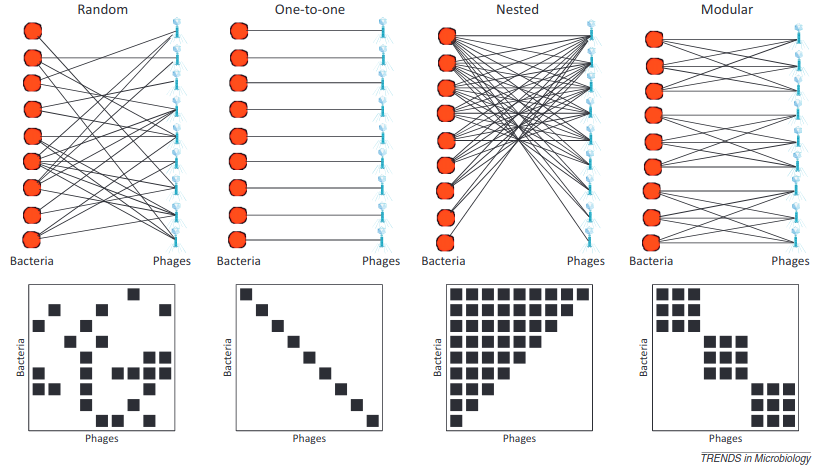 Random One-to-one Nested Modular
Bacteria Phages Bacteria Phages Bacteria Phages Bacteria Phages
Bacteria Bacteria Bacteria Bacteria
Phages Phages Phages Phages
TRENDS in Microbiology